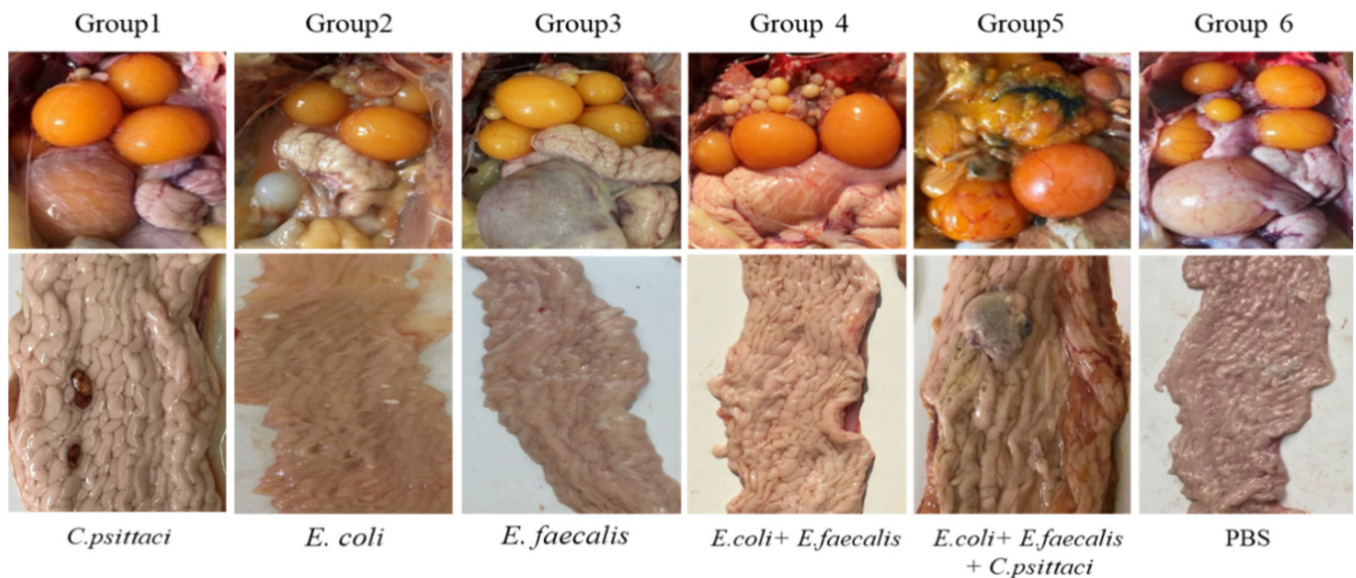 Group1 Group2 Group3 Group 4 Group5 Group 6
C.psittaci E. coli E. faecalis E.coli+ E.faecalis E.coli+ E.faecalis PBS
+ C.psittaci